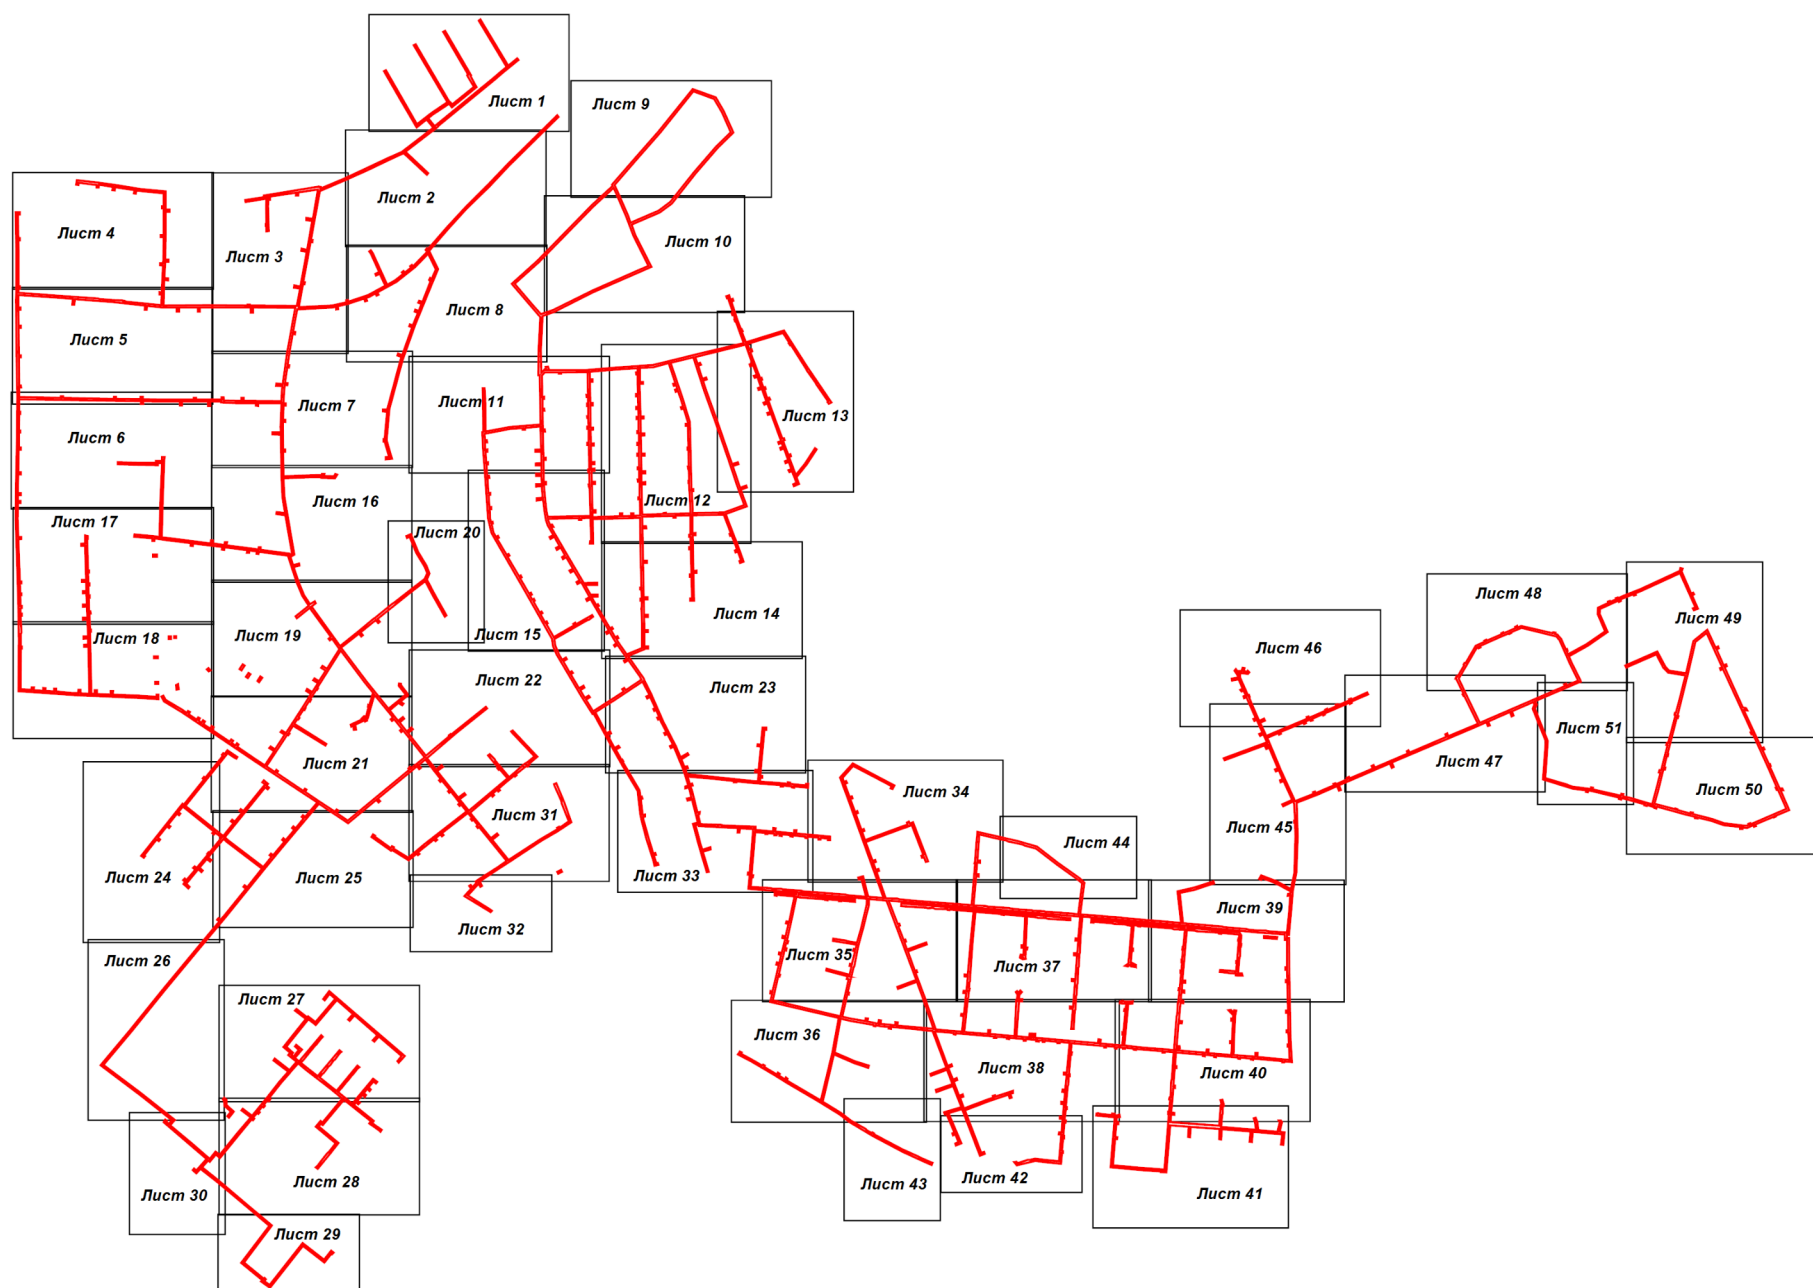 Лист 1
Лист 9
Лист 2
Лист 4
Лист 3
Лист 10
Лист 8
Лист 5
Лист 11
Лист 7
Лист 13
Лист 6
Лист 16
Лист 12
Лист 17
Лист 20
Лист 48
Лист 14
Лист 49
Лист 18
Лист 19
Лист 15
Лист 46
Лист 22
Лист 23
Лист 51
Лист 21
Лист 47
Лист 50
Лист 34
Лист 31
Лист 45
Лист 44
Лист 24
Лист 25
Лист 33
Лист 39
Лист 32
Лист 35
Лист 26
Лист 37
Лист 27
Лист 36
Лист 38
Лист 40
Лист 28
Лист 42
Лист 43
Лист 30
Лист 41
Лист 29